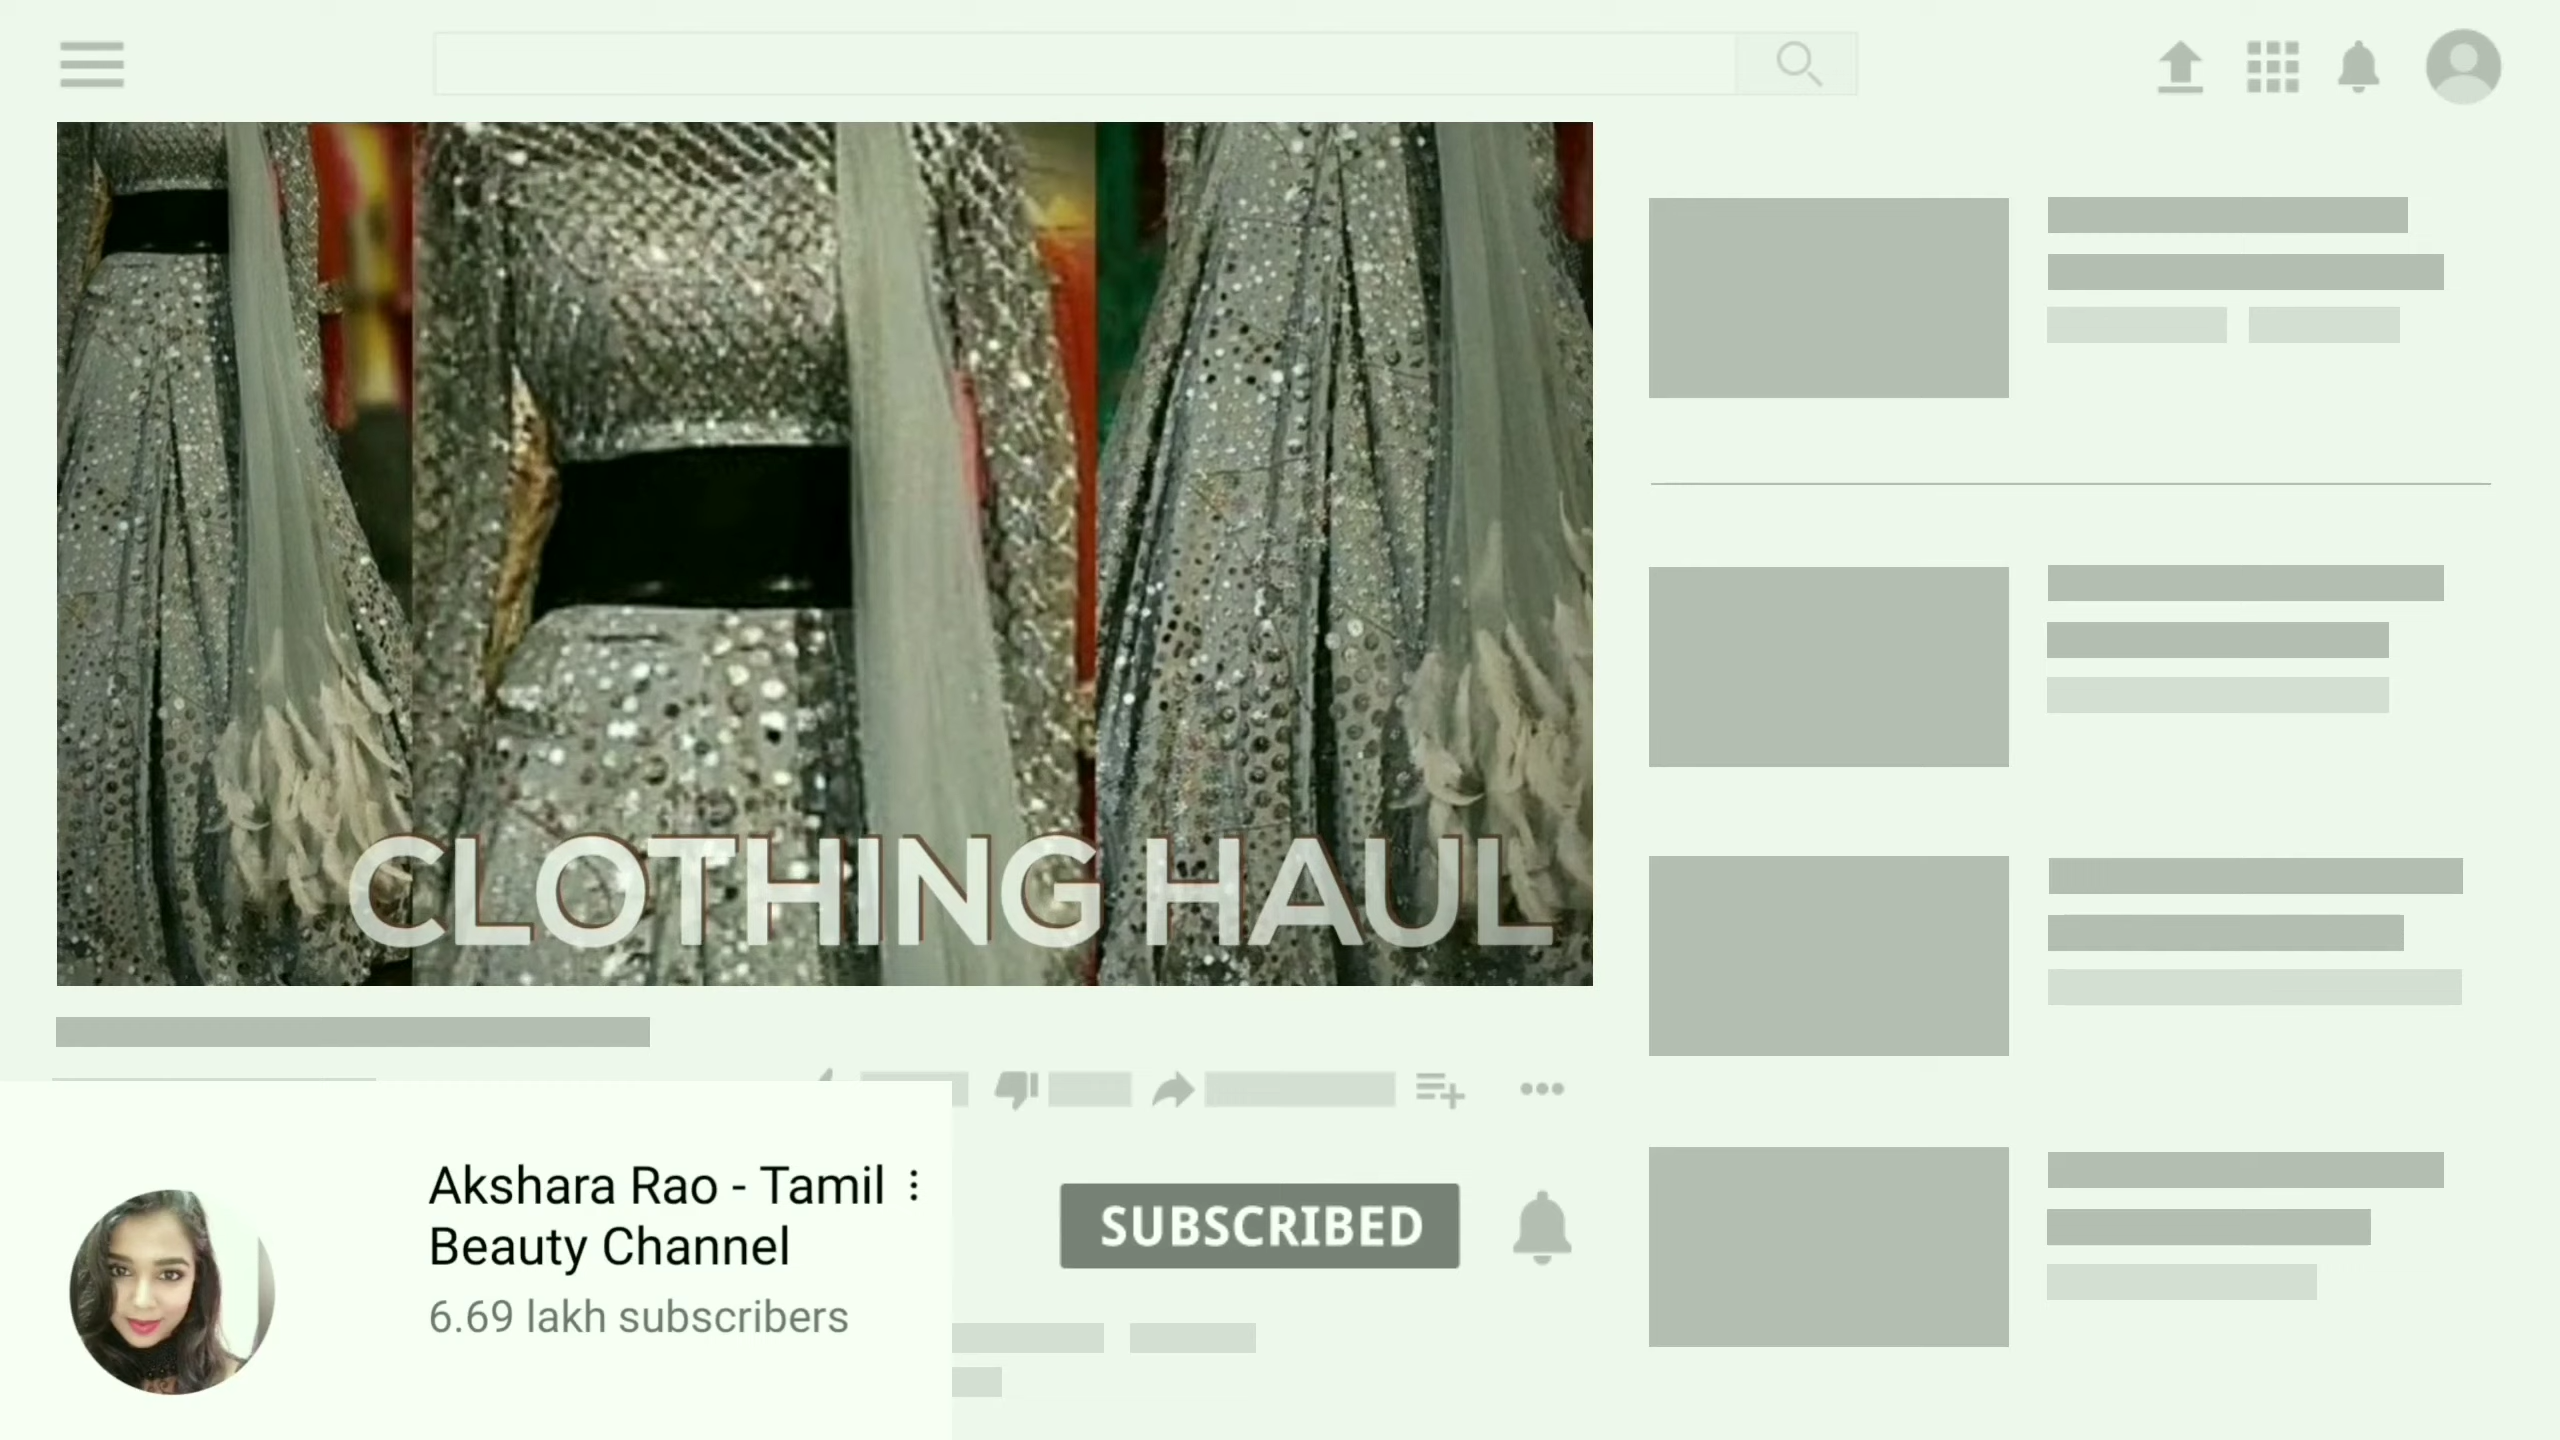 CLOTHING HAUL
Akshara Rao - Tamil
Beauty Channel
6.69 lakh subscribers
SUBSCRIBED